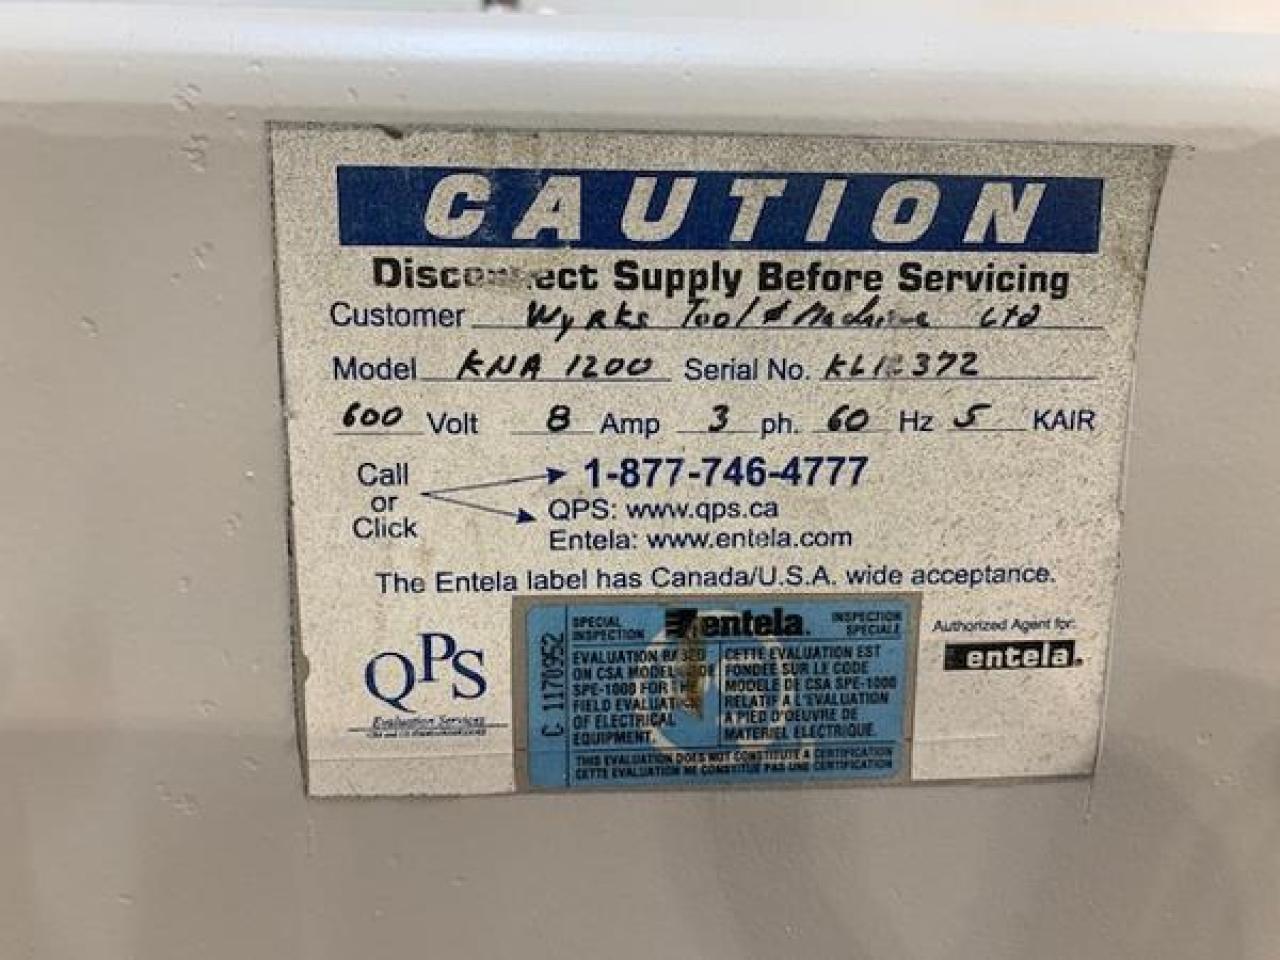 CAUTION
Disconnect Supply Before Servicing
Customer Wyrks Tool & Machine Ltd
Model KNA 1200 Serial No.
600 Volt 8 Amp 3 ph. 60 Hz 5 KAIR
Call or Click
1-877-746-4777
QPS: www.qps.ca
Entela: www.entela.com
The Entela label has Canada/U.S.A. wide acceptance.
QPS
Evaluation Services
C 1170952
SPECIAL INSPECTION
entela.
INSPECTION SPECIALE
EVALUATION BASED
ON CSA MODEL CODE
SPE-1000 FOR THE
FIELD EVALUATION
OF ELECTRICAL
EQUIPMENT.
CETTE EVALUATION EST
FONDEE SUR LE CODE
MODELE DE CSA SPE-1000
RELATIF A L'EVALUATION
A PIED D'OEUVRE DE
MATERIEL ELECTRIQUE.
THIS EVALUATION DOES NOT CONSTITUTE A CERTIFICATION
CETTE EVALUATION NE CONSTITUE PAS UNE CERTIFICATION
Authorized Agent for:
entela.